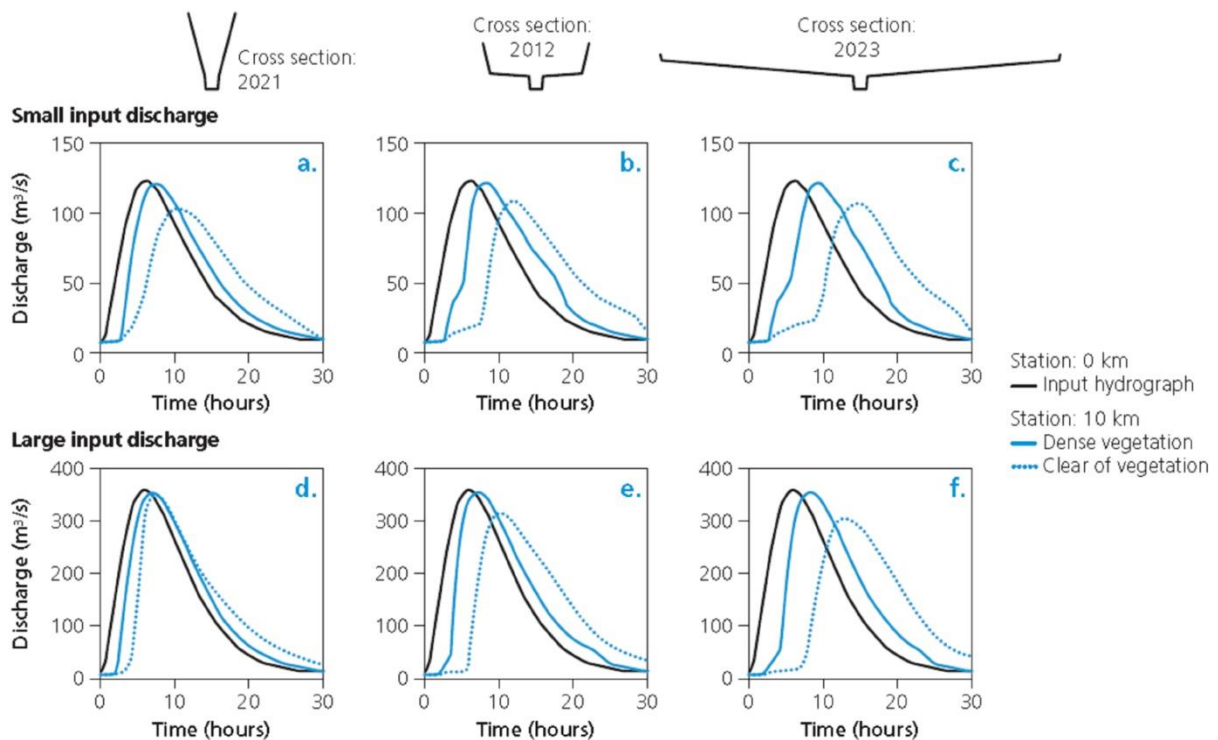 Cross section:
2021
Cross section:
2012
Cross section:
2023
Small input discharge
Discharge (m³/s)
150
100
50
0
a.
0 10 20 30
Time (hours)
150
100
50
0
b.
0 10 20 30
Time (hours)
150
100
50
0
c.
0 10 20 30
Time (hours)
Station: 0 km
Input hydrograph
Station: 10 km
Dense vegetation
Clear of vegetation
Large input discharge
Discharge (m³/s)
400
300
200
100
0
d.
0 10 20 30
Time (hours)
400
300
200
100
0
e.
0 10 20 30
Time (hours)
400
300
200
100
0
f.
0 10 20 30
Time (hours)